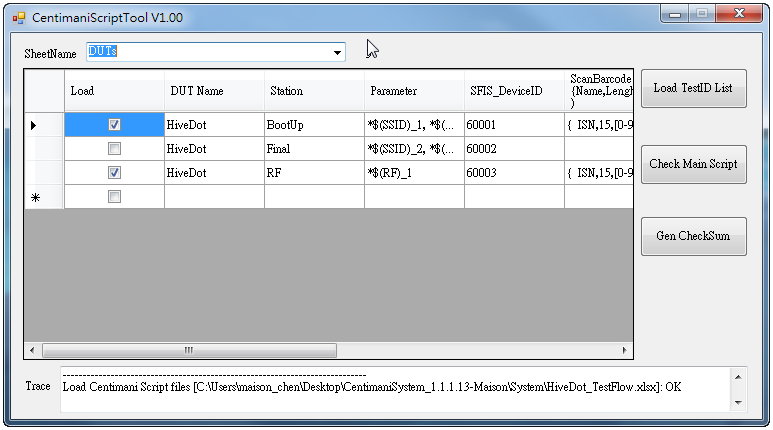 CentimaniScriptTool V1.00
SheetName DUTs
Load DUT Name Station Parameter SFIS_DeviceID ScanBarcode
{Name,Lengh
)
HiveDot BootUp *$(SSID)_1, *$(... 60001 { ISN,15,[0-9
HiveDot Final *$(SSID)_2, *$(... 60002
HiveDot RF *$(RF)_1 60003 { ISN,15,[0-9
Load TestID List
Check Main Script
Gen CheckSum
Trace
--------------------------------------------------------------------------------
Load Centimani Script files [C:\Users\maison_chen\Desktop\CentimaniSystem_1.1.1.13-Maison\System\HiveDot_TestFlow.xlsx]: OK